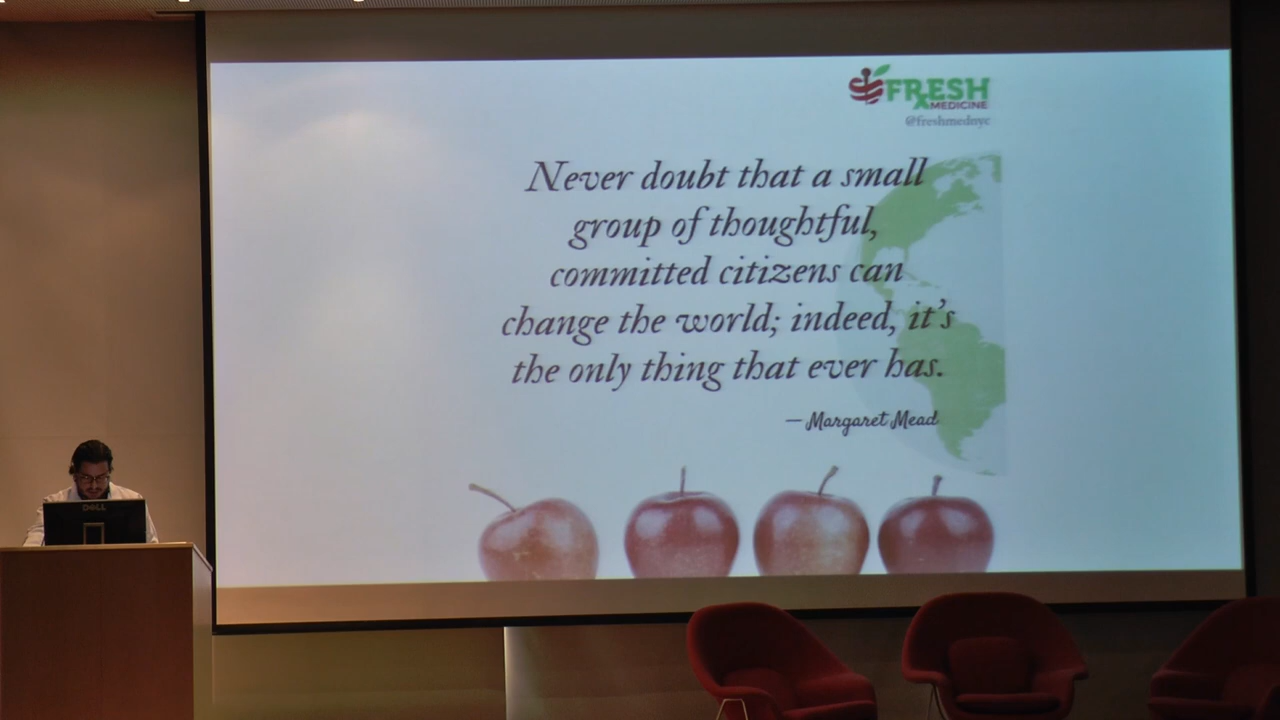 FRESH
MEDICINE
@freshmednyc
Never doubt that a small
group of thoughtful,
committed citizens can
change the world; indeed, it's
the only thing that ever has.
— Margaret Mead
DELL